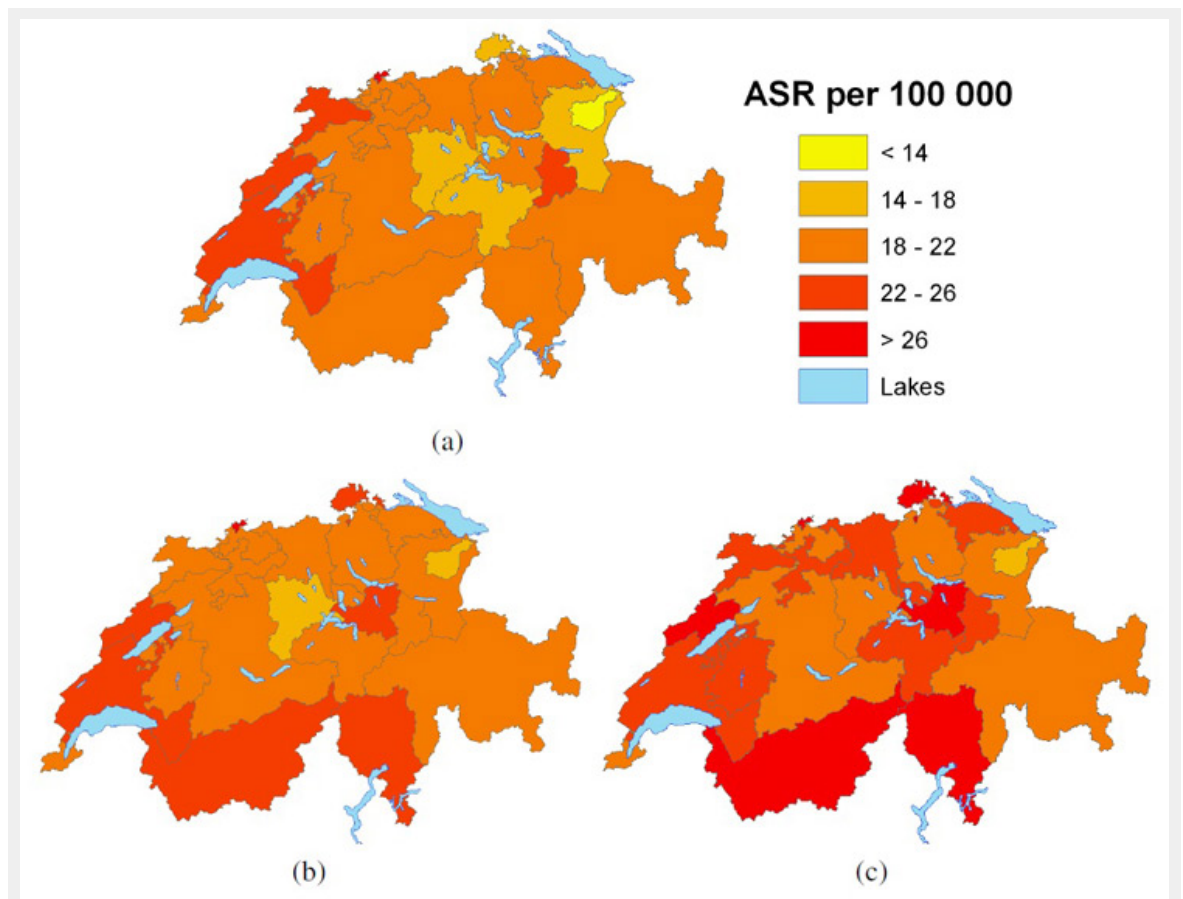 ASR per 100 000
< 14
14 - 18
18 - 22
22 - 26
> 26
Lakes
(a)
(b)
(c)